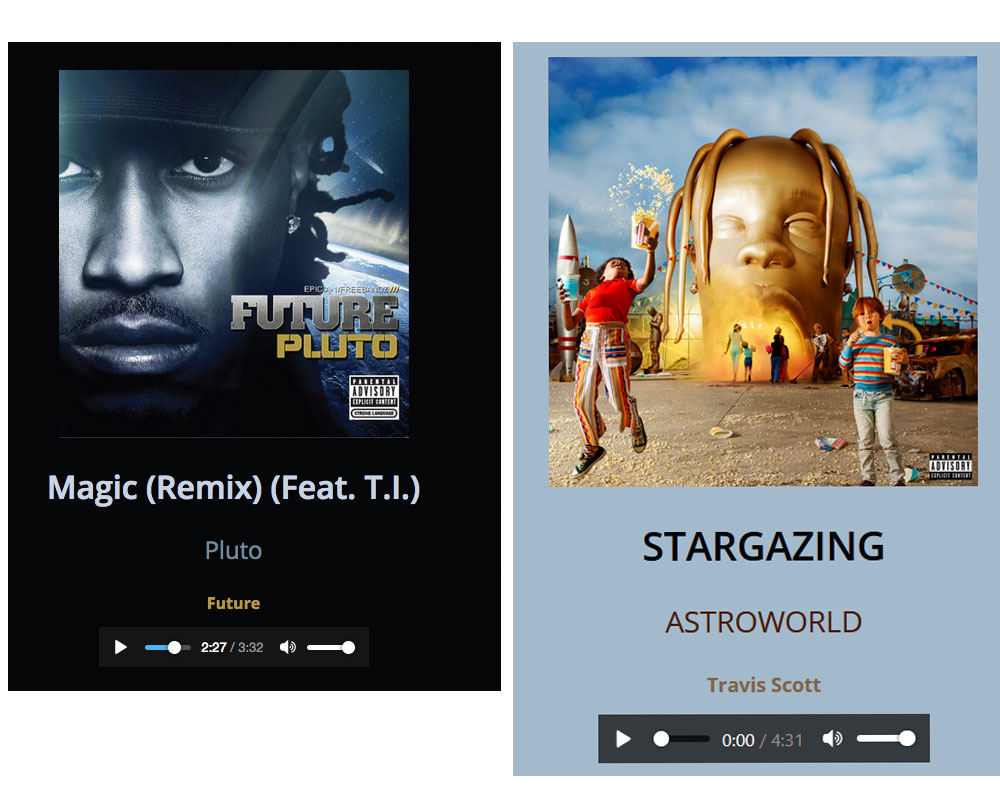 EPIC/A-1/FREEBANDZ///
FUTURE
PLUTO
PARENTAL
ADVISORY
EXPLICIT CONTENT
STRONG LANGUAGE
Magic (Remix) (Feat. T.I.)
Pluto
Future
2:27 / 3:32
PARENTAL
ADVISORY
EXPLICIT CONTENT
STARGAZING
ASTROWORLD
Travis Scott
0:00 / 4:31